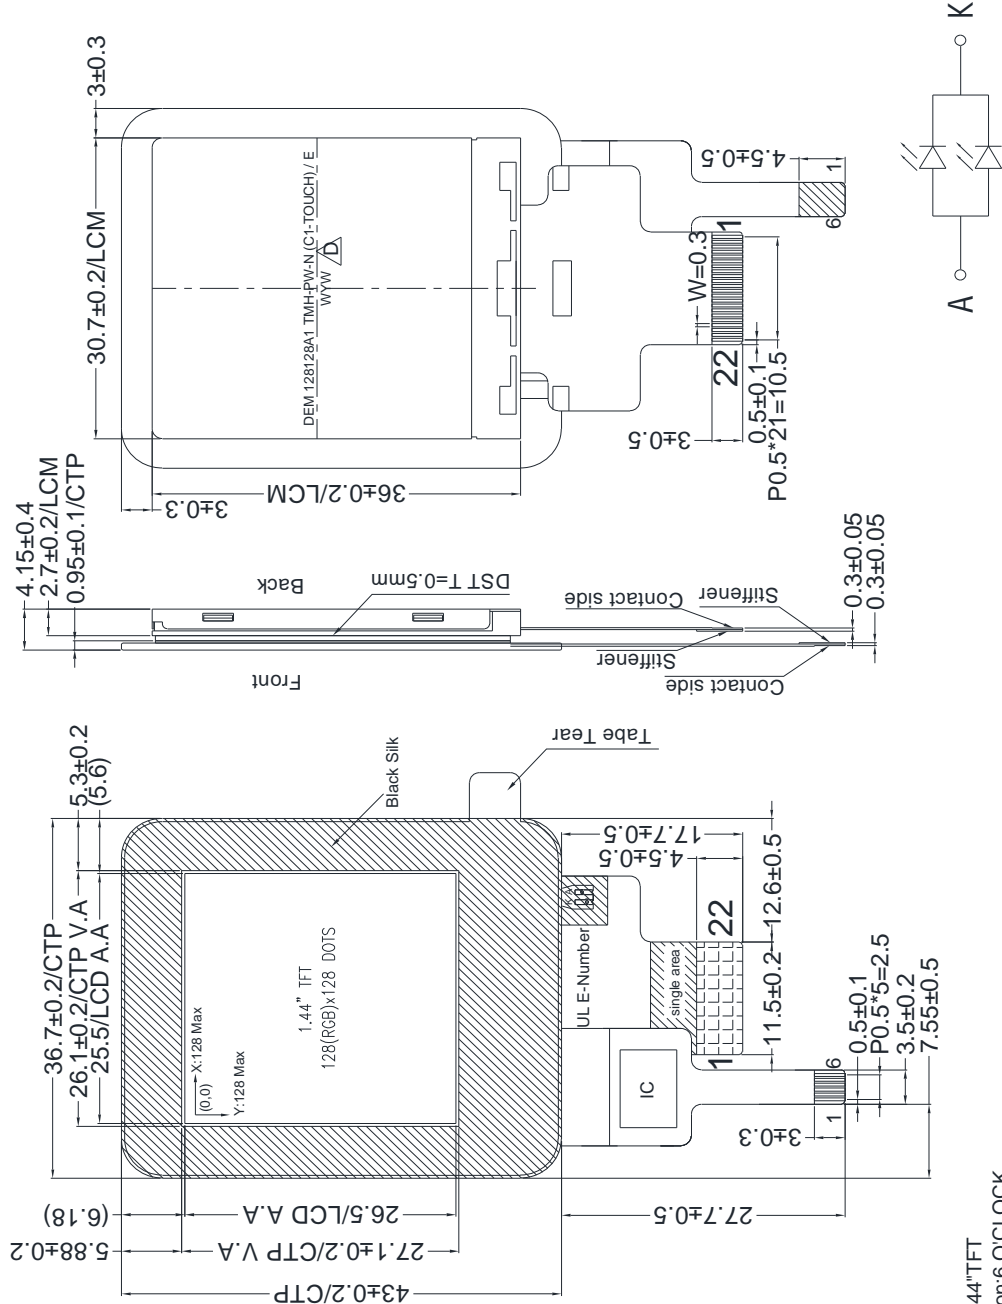 3±0.3
30.7±0.2/LCM
DEM 128128A1 TMH-PW-N (C1-TOUCH) / E
WYW
D
36±0.2/LCM
3±0.3
4.5±0.5
1
6
W=0.3
1
22
3±0.5
0.5±0.1
P0.5*21=10.5
A
K
4.15±0.4
2.7±0.2/LCM
0.95±0.1/CTP
Back
DST T=0.5mm
Front
Contact side
Stiffener
Stiffener
Contact side
0.3±0.05
0.3±0.05
5.3±0.2
(5.6)
36.7±0.2/CTP
26.1±0.2/CTP V.A
25.5/LCD A.A
Black Silk
Tabe Tear
X:128 Max
(0,0)
Y:128 Max
1.44" TFT
128(RGB)x128 DOTS
17.7±0.5
4.5±0.5
K A
UL E-Number
single area
22
1
12.6±0.5
11.5±0.2
IC
6
1
3±0.3
0.5±0.1
P0.5*5=2.5
3.5±0.2
7.55±0.5
(6.18)
5.88±0.2
26.5/LCD A.A
27.1±0.2/CTP V.A
43±0.2/CTP
27.7±0.5
44"TFT
on:6 O'CLOCK